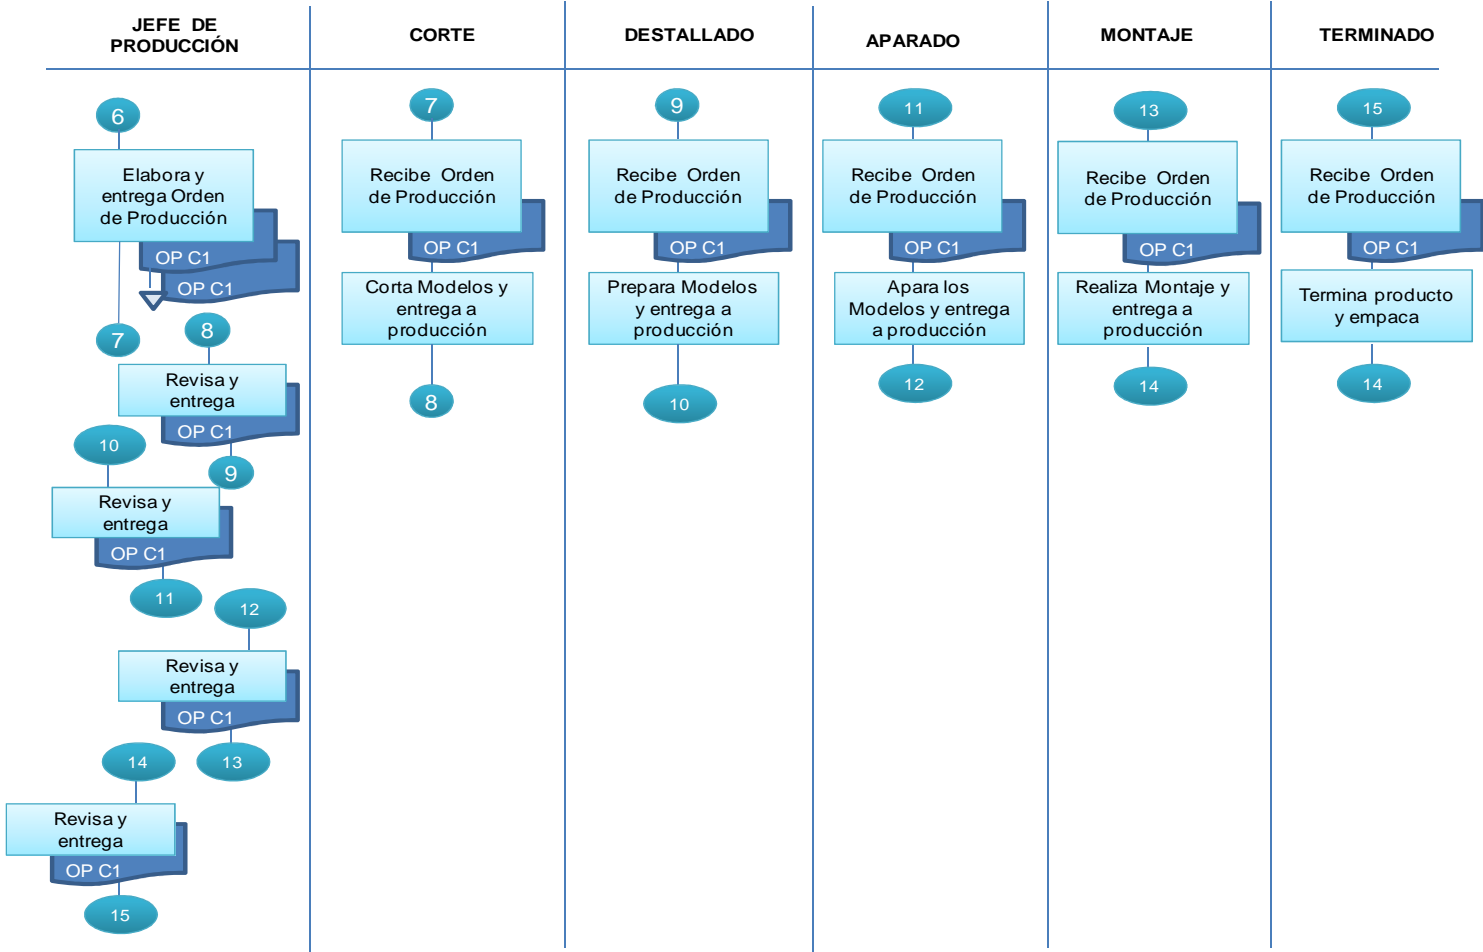 JEFE DE
PRODUCCIÓN
CORTE
DESTALLADO
APARADO
MONTAJE
TERMINADO
6
Elabora y
entrega Orden
de Producción
OP C1
OP C1
7
8
Revisa y
entrega
OP C1
9
10
Revisa y
entrega
OP C1
11
12
Revisa y
entrega
OP C1
13
14
Revisa y
entrega
OP C1
15
7
Recibe Orden
de Producción
OP C1
Corta Modelos y
entrega a
producción
8
9
Recibe Orden
de Producción
OP C1
Prepara Modelos
y entrega a
producción
10
11
Recibe Orden
de Producción
OP C1
Apara los
Modelos y entrega
a producción
12
13
Recibe Orden
de Producción
OP C1
Realiza Montaje y
entrega a
producción
14
15
Recibe Orden
de Producción
OP C1
Termina producto
y empaca
14